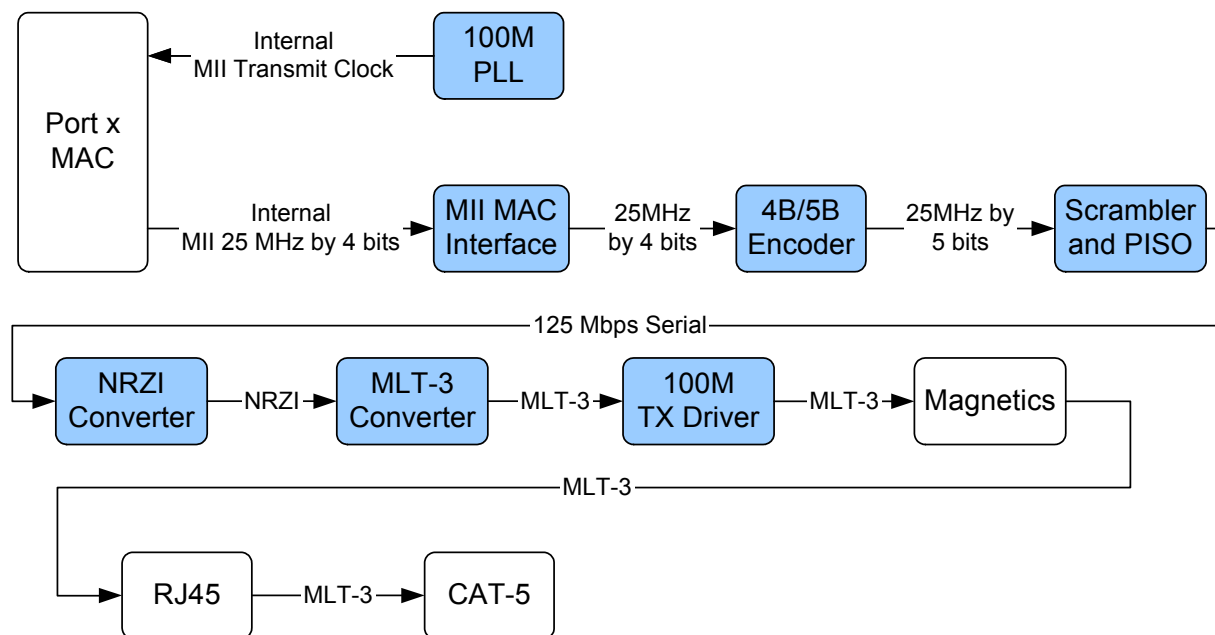 Internal
MII Transmit Clock
100M
PLL
Port x
MAC
Internal
MII 25 MHz by 4 bits
MII MAC
Interface
25MHz
by 4 bits
4B/5B
Encoder
25MHz by
5 bits
Scrambler
and PISO
125 Mbps Serial
NRZI
Converter
NRZI
MLT-3
Converter
MLT-3
100M
TX Driver
MLT-3
Magnetics
MLT-3
RJ45
MLT-3
CAT-5